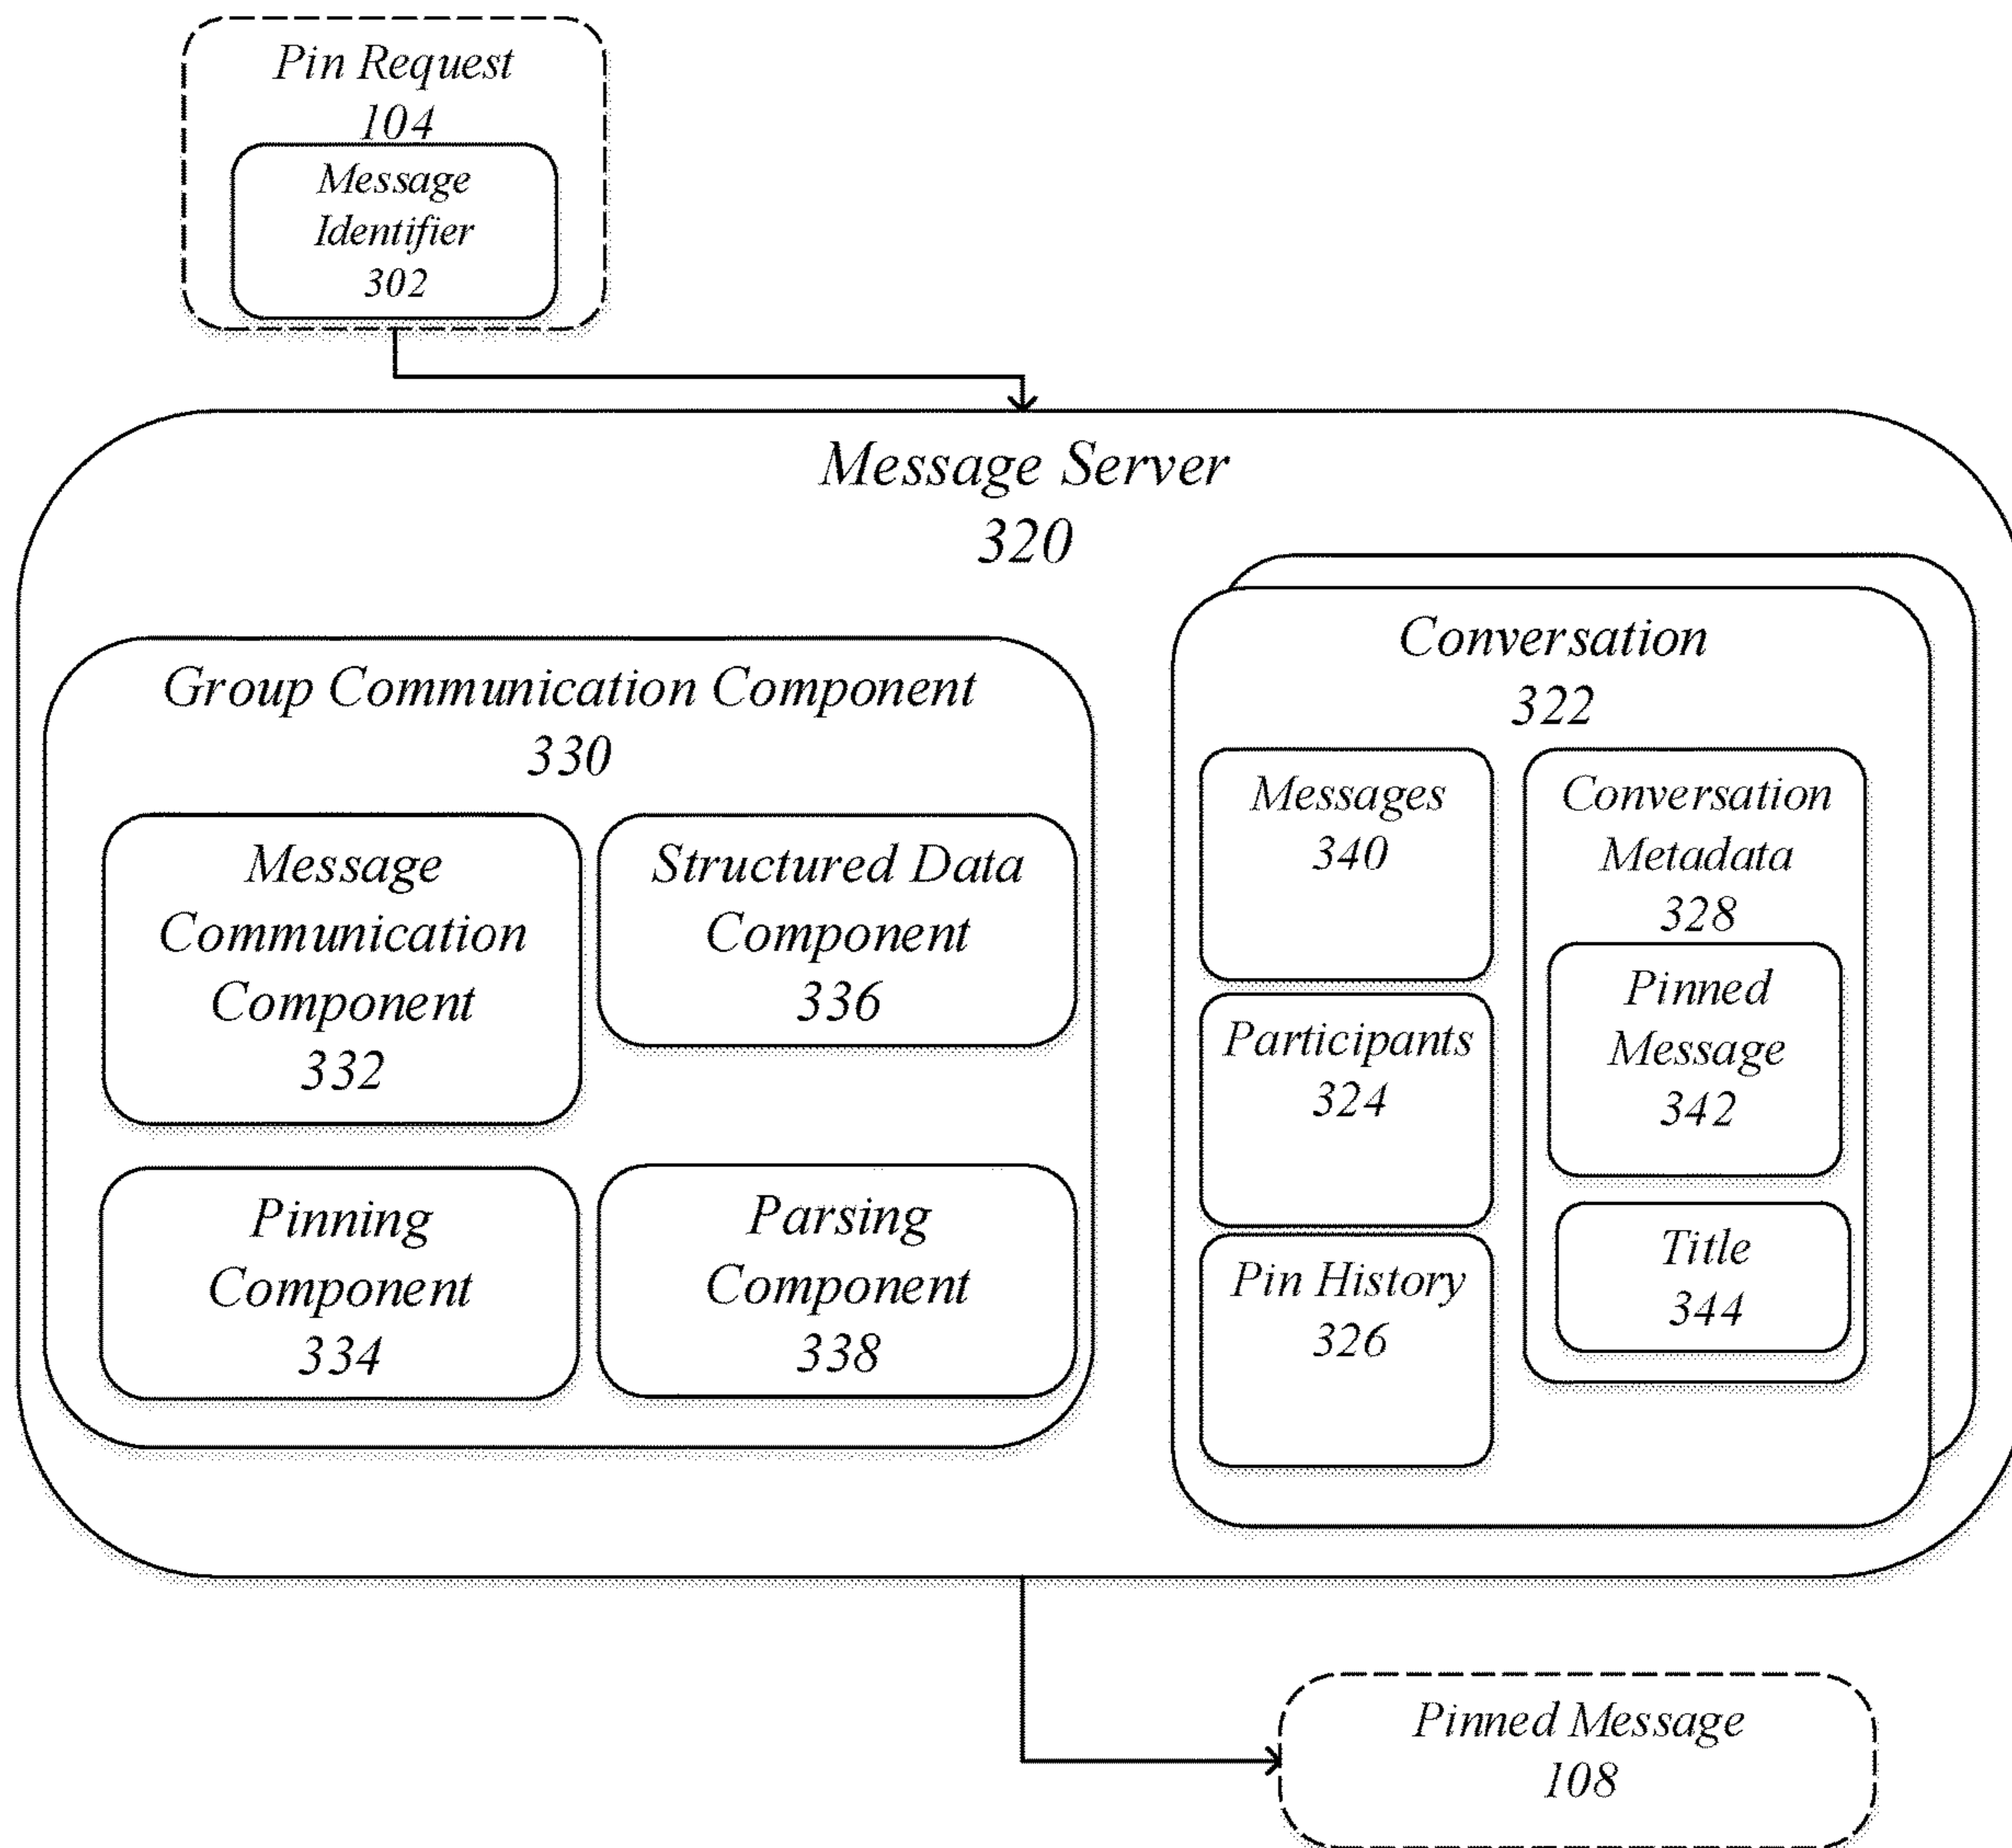 Pin Request
104
Message
Identifier
302
Message Server
320
Group Communication Component
330
Message
Communication
Component
332
Structured Data
Component
336
Pinning
Component
334
Parsing
Component
338
Conversation
322
Messages
340
Participants
324
Pin History
326
Conversation
Metadata
328
Pinned
Message
342
Title
344
Pinned Message
108